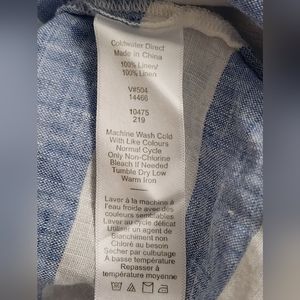 Coldwater Direct
Made in China
100% Linen/
100% Linen
V#504
14466
10475
219
Machine Wash Cold
With Like Colours
Normal Cycle
Only Non-Chlorine
Bleach If Needed
Tumble Dry Low
Warm Iron
Laver à la machine à
l'eau froide avec des
couleurs semblables
Laver au cycle délicat
Utiliser un agent de
Blanchiment non
Chloré au besoin
Sécher par culbutage
A basse température
Repasser à
température moyenne